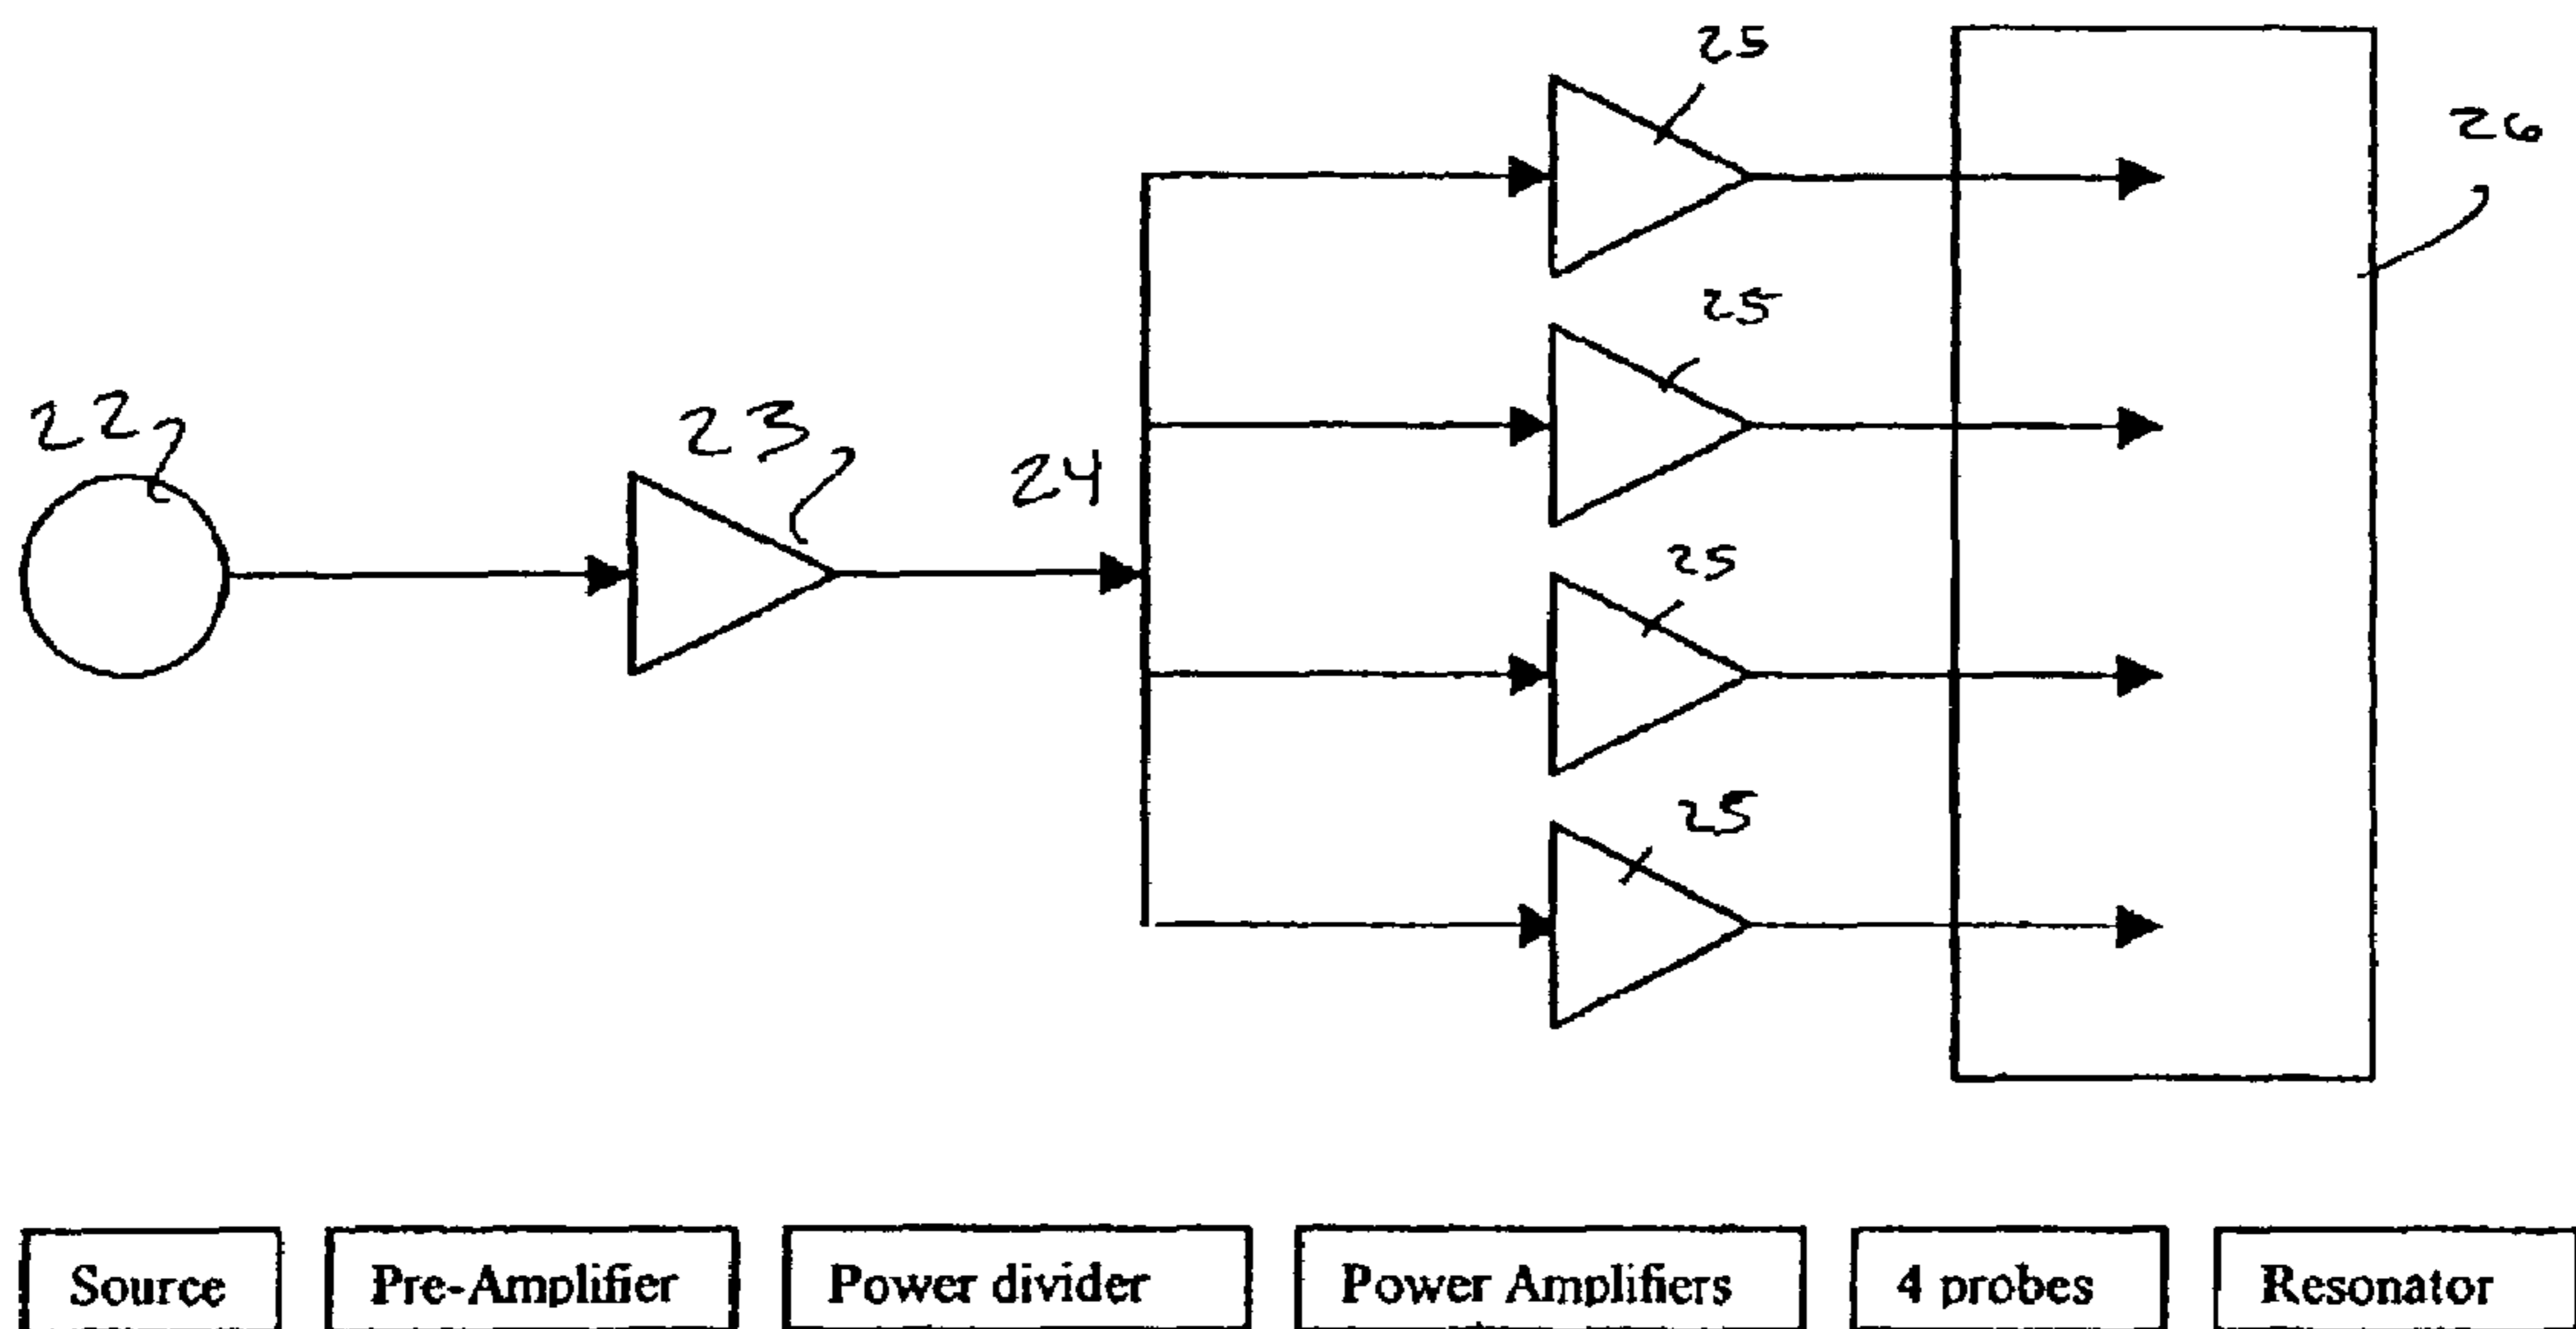 25
26
25
22
23
24
25
25
Source
Pre-Amplifier
Power divider
Power Amplifiers
4 probes
Resonator